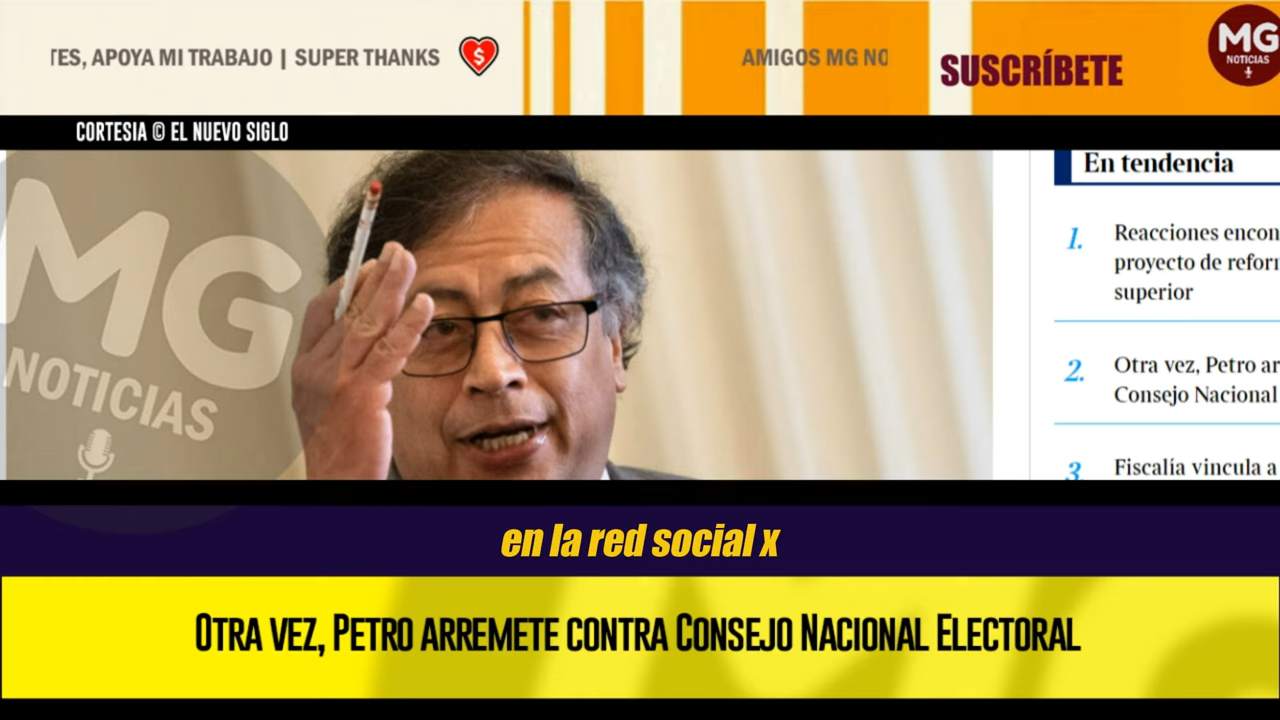 TES, APOYA MI TRABAJO | SUPER THANKS
$
AMIGOS MG NO
SUSCRÍBETE
MG
NOTICIAS
CORTESIA © EL NUEVO SIGLO
MG
NOTICIAS
En tendencia
1. Reacciones encon
proyecto de refor
superior
2. Otra vez, Petro ar
Consejo Nacional
3. Fiscalía vincula a
en la red social x
OTRA VEZ, PETRO ARREMETE CONTRA CONSEJO NACIONAL ELECTORAL